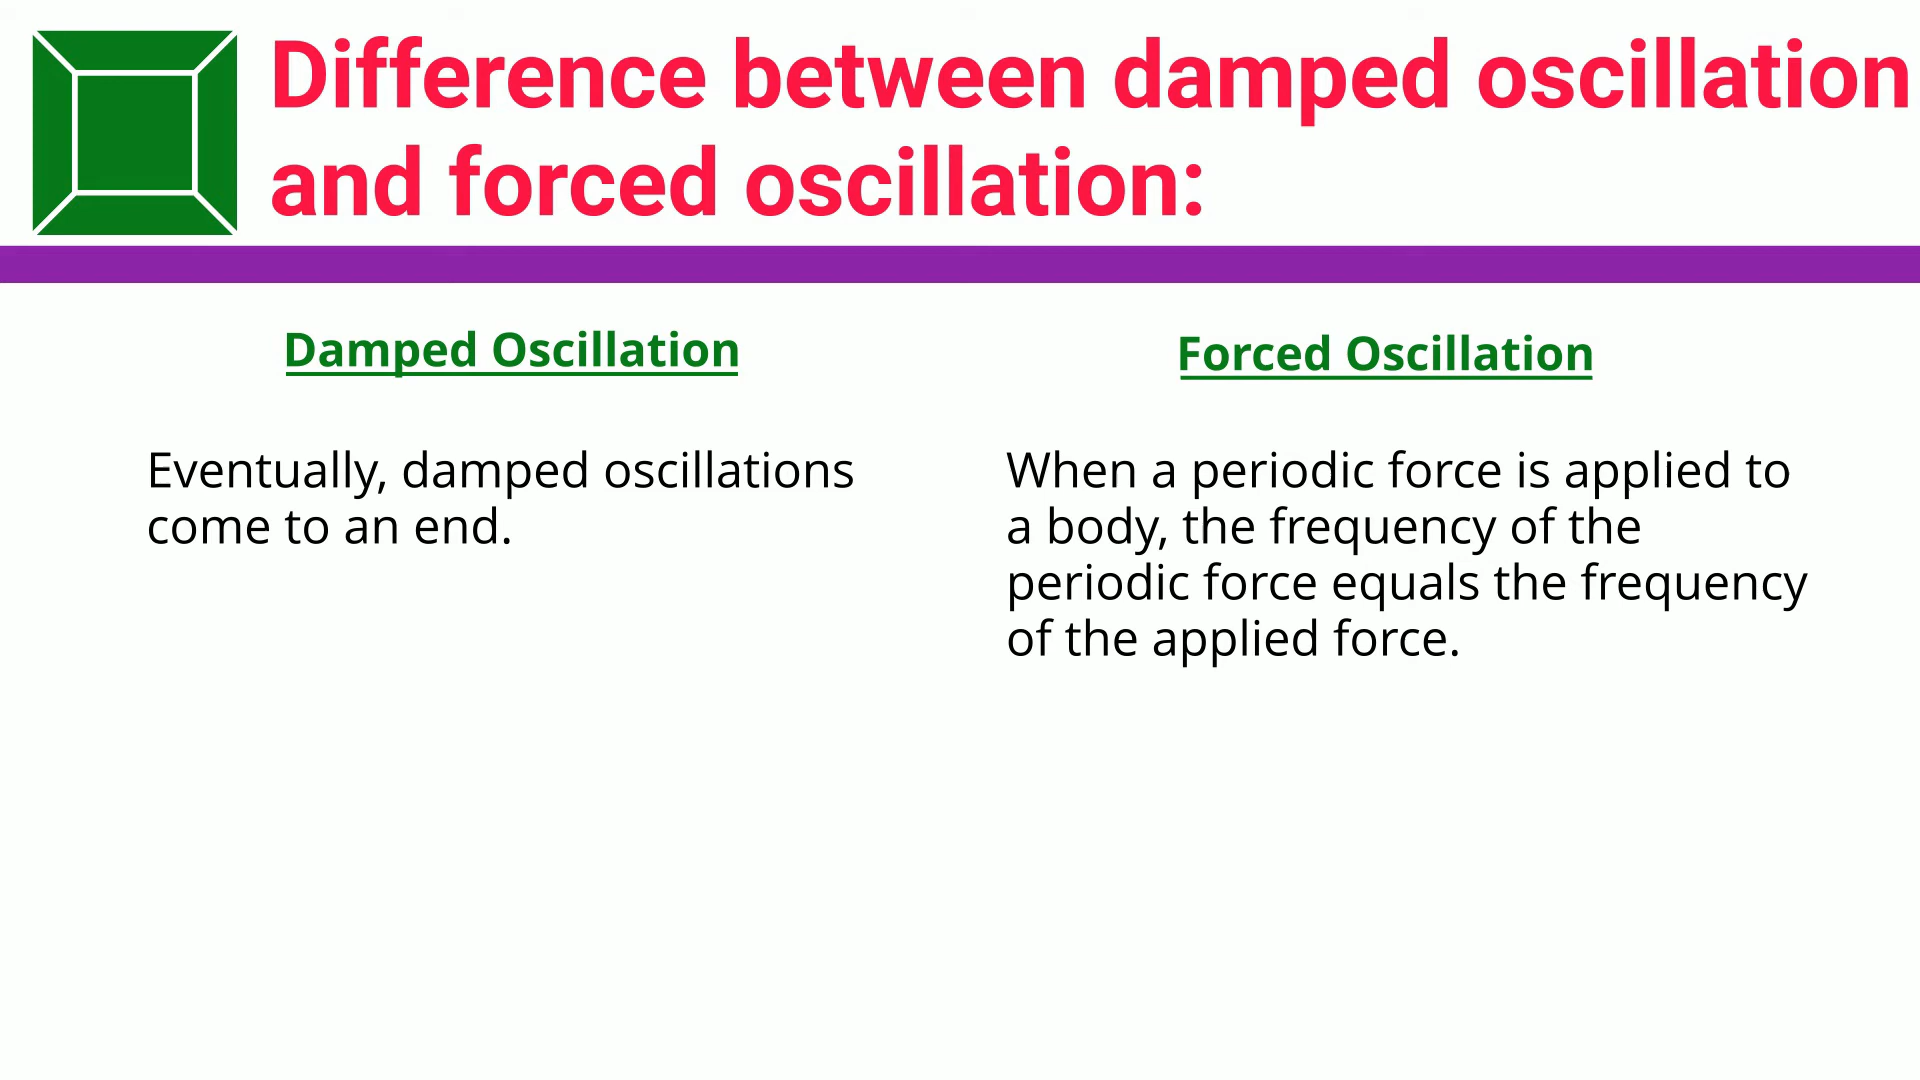 Difference between damped oscillation
and forced oscillation:
Damped Oscillation
Eventually, damped oscillations
come to an end.
Forced Oscillation
When a periodic force is applied to
a body, the frequency of the
periodic force equals the frequency
of the applied force.